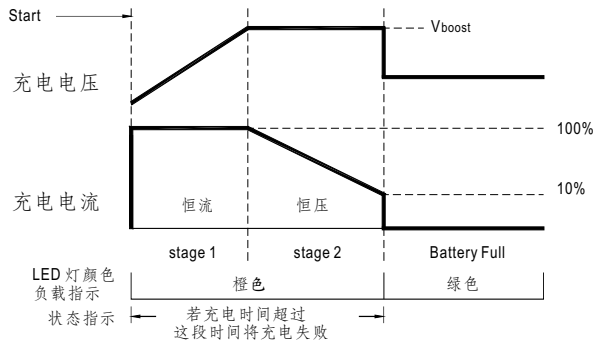 Start
Vboost
充电电压
100%
充电电流
10%
恒流
恒压
stage 1
stage 2
Battery Full
LED 灯颜色
负载指示
橙色
绿色
状态指示
若充电时间超过
这段时间将充电失败